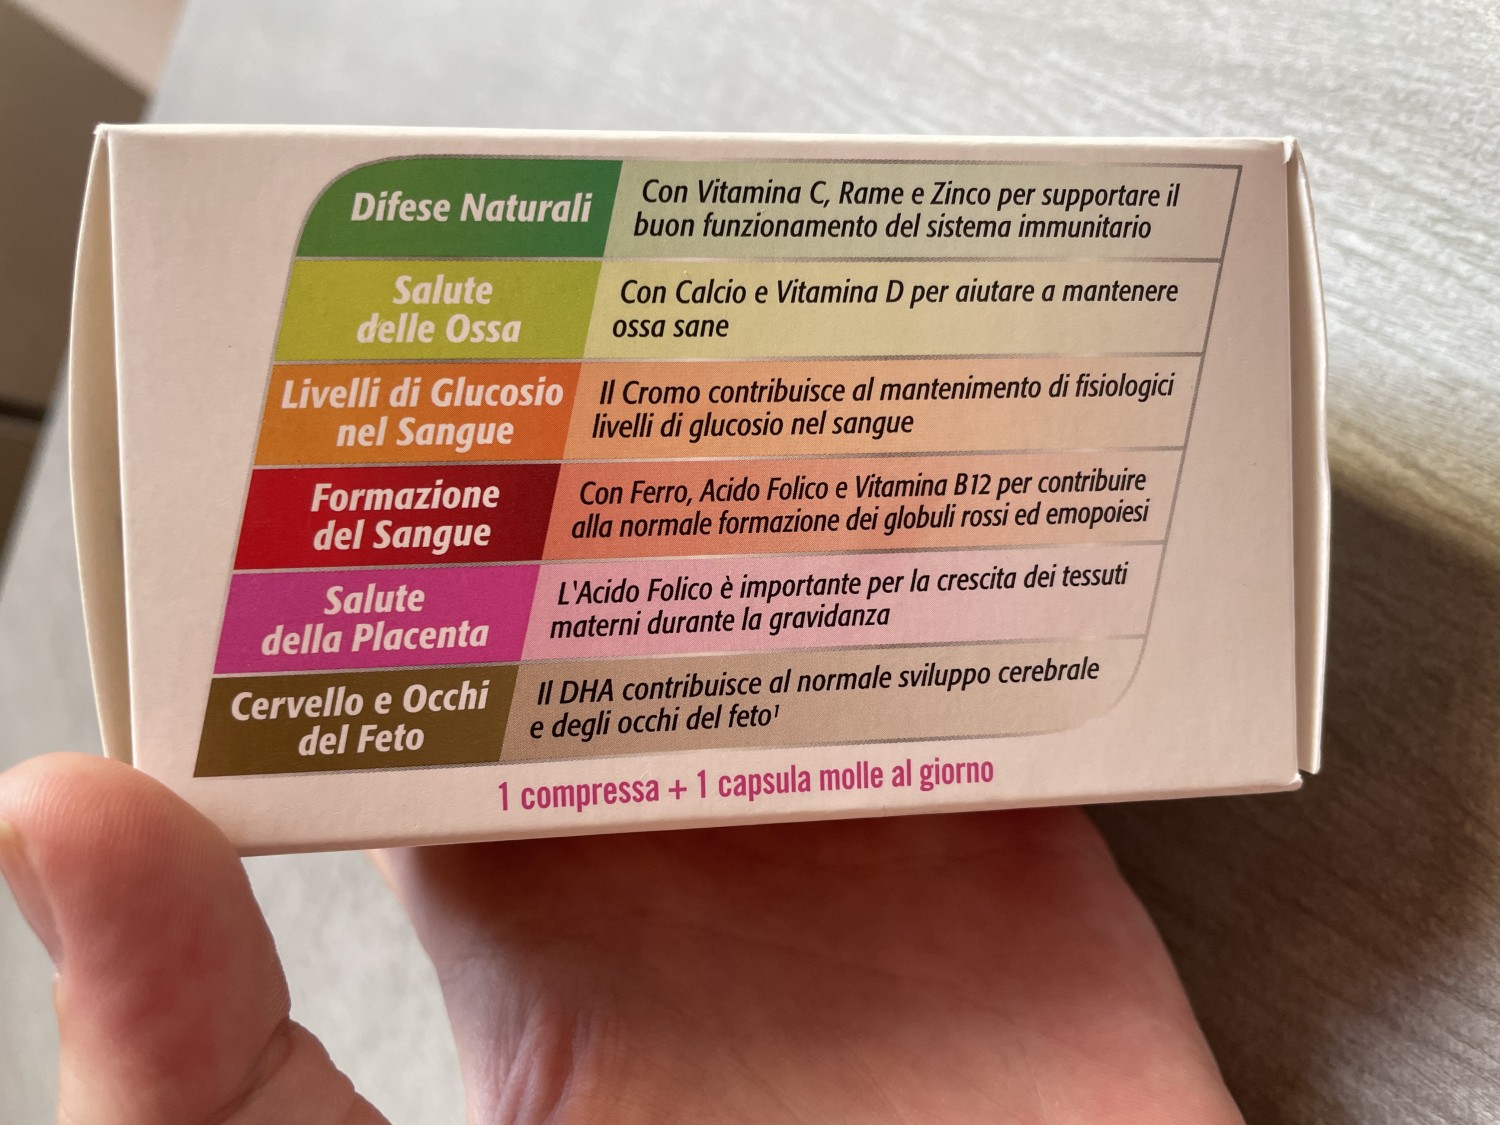 Difese Naturali
Con Vitamina C, Rame e Zinco per supportare il
buon funzionamento del sistema immunitario
Salute
delle Ossa
Con Calcio e Vitamina D per aiutare a mantenere
ossa sane
Livelli di Glucosio
nel Sangue
Il Cromo contribuisce al mantenimento di fisiologici
livelli di glucosio nel sangue
Formazione
del Sangue
Con Ferro, Acido Folico e Vitamina B12 per contribuire
alla normale formazione dei globuli rossi ed emopoiesi
Salute
della Placenta
L'Acido Folico è importante per la crescita dei tessuti
materni durante la gravidanza
Cervello e Occhi
del Feto
Il DHA contribuisce al normale sviluppo cerebrale
e degli occhi del feto¹
1 compressa + 1 capsula molle al giorno